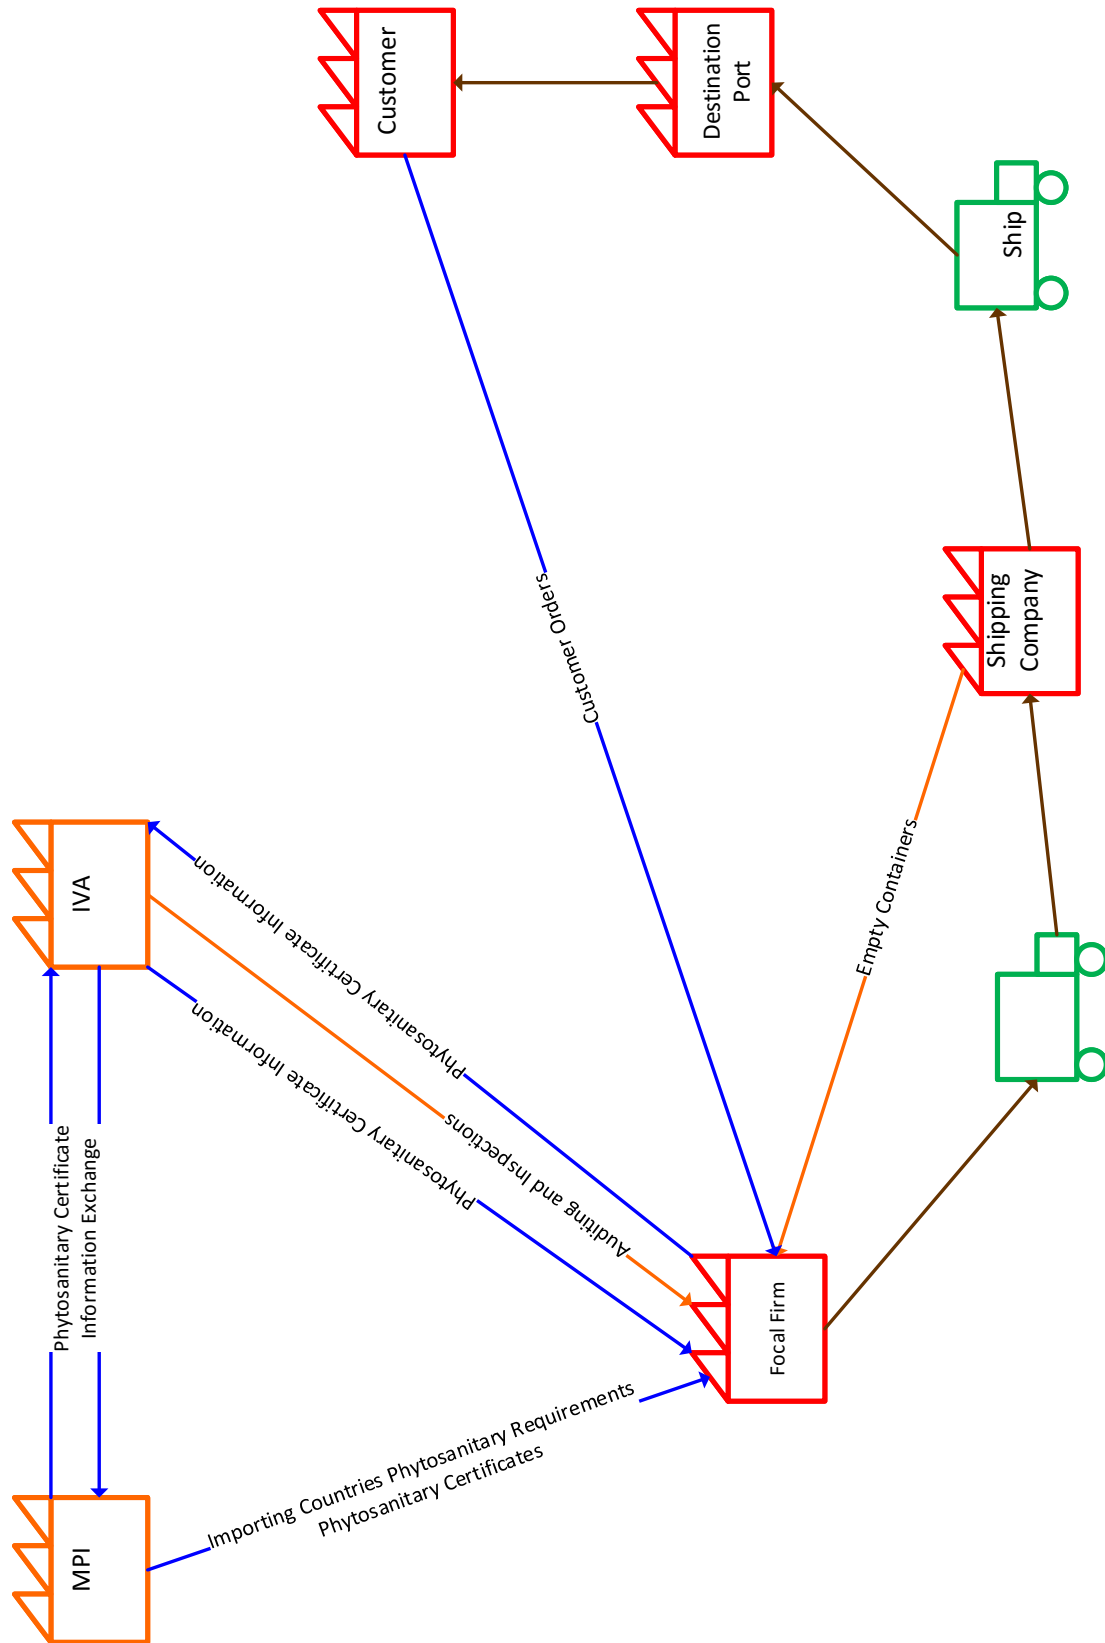 MPI
IVA
Customer
Phytosanitary Certificate
Information Exchange
Phytosanitary Certificate Information
Auditing and Inspections
Phytosanitary Certificate Information
Customer Orders
Importing Countries Phytosanitary Requirements
Phytosanitary Certificates
Destination
Port
Focal Firm
Empty Containers
Shipping
Company
Ship